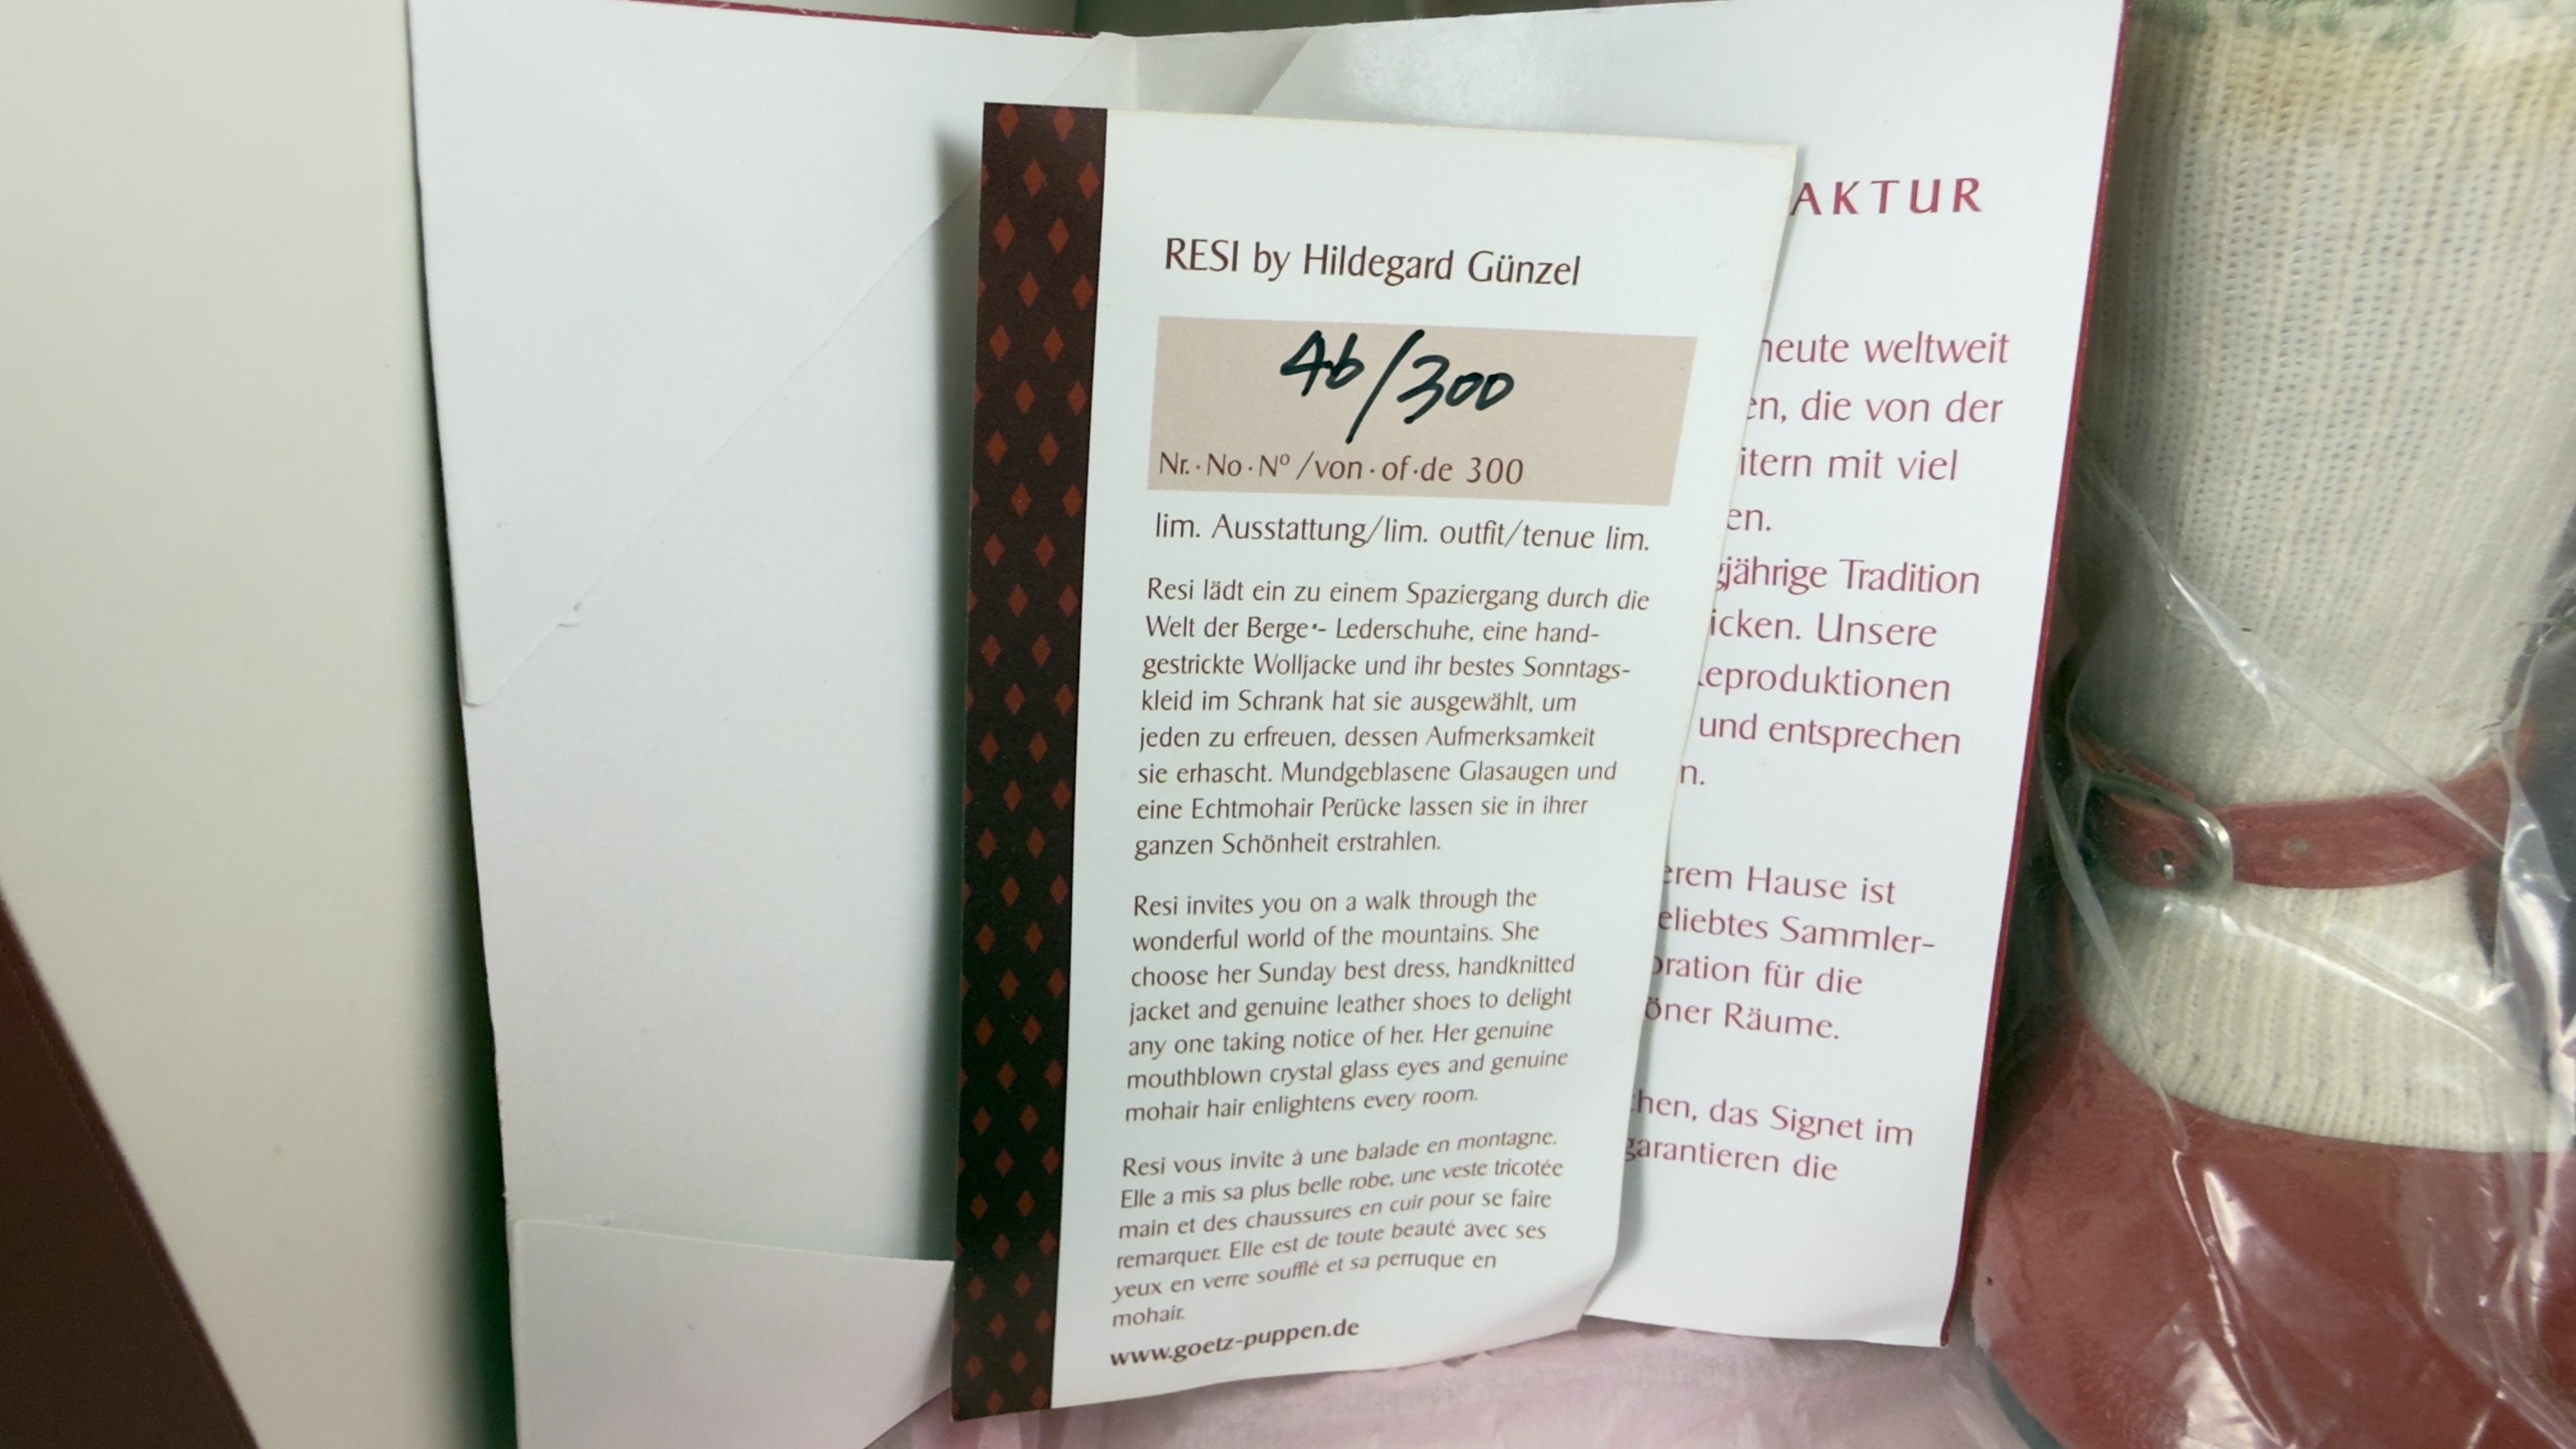 RESI by Hildegard Günzel
46/300
Nr.·No·Nº/von·of·de 300
lim. Ausstattung/lim. outfit/tenue lim.
Resi lädt ein zu einem Spaziergang durch die
Welt der Berge - Lederschuhe, eine hand-
gestrickte Wolljacke und ihr bestes Sonntags-
kleid im Schrank hat sie ausgewählt, um
jeden zu erfreuen, dessen Aufmerksamkeit
sie erhascht. Mundgeblasene Glasaugen und
eine Echtmohair Perücke lassen sie in ihrer
ganzen Schönheit erstrahlen.
Resi invites you on a walk through the
wonderful world of the mountains. She
choose her Sunday best dress, handknitted
jacket and genuine leather shoes to delight
any one taking notice of her. Her genuine
mouthblown crystal glass eyes and genuine
mohair hair enlightens every room.
Resi vous invite à une balade en montagne.
Elle a mis sa plus belle robe, une veste tricotée
main et des chaussures en cuir pour se faire
remarquer. Elle est de toute beauté avec ses
yeux en verre soufflé et sa perruque en
mohair.
www.goetz-puppen.de
AKTUR
heute weltweit
en, die von der
itern mit viel
en.
gjährige Tradition
icken. Unsere
eproduktionen
und entsprechen
n.
erem Hause ist
eliebtes Sammler-
oration für die
öner Räume.
hen, das Signet im
garantieren die